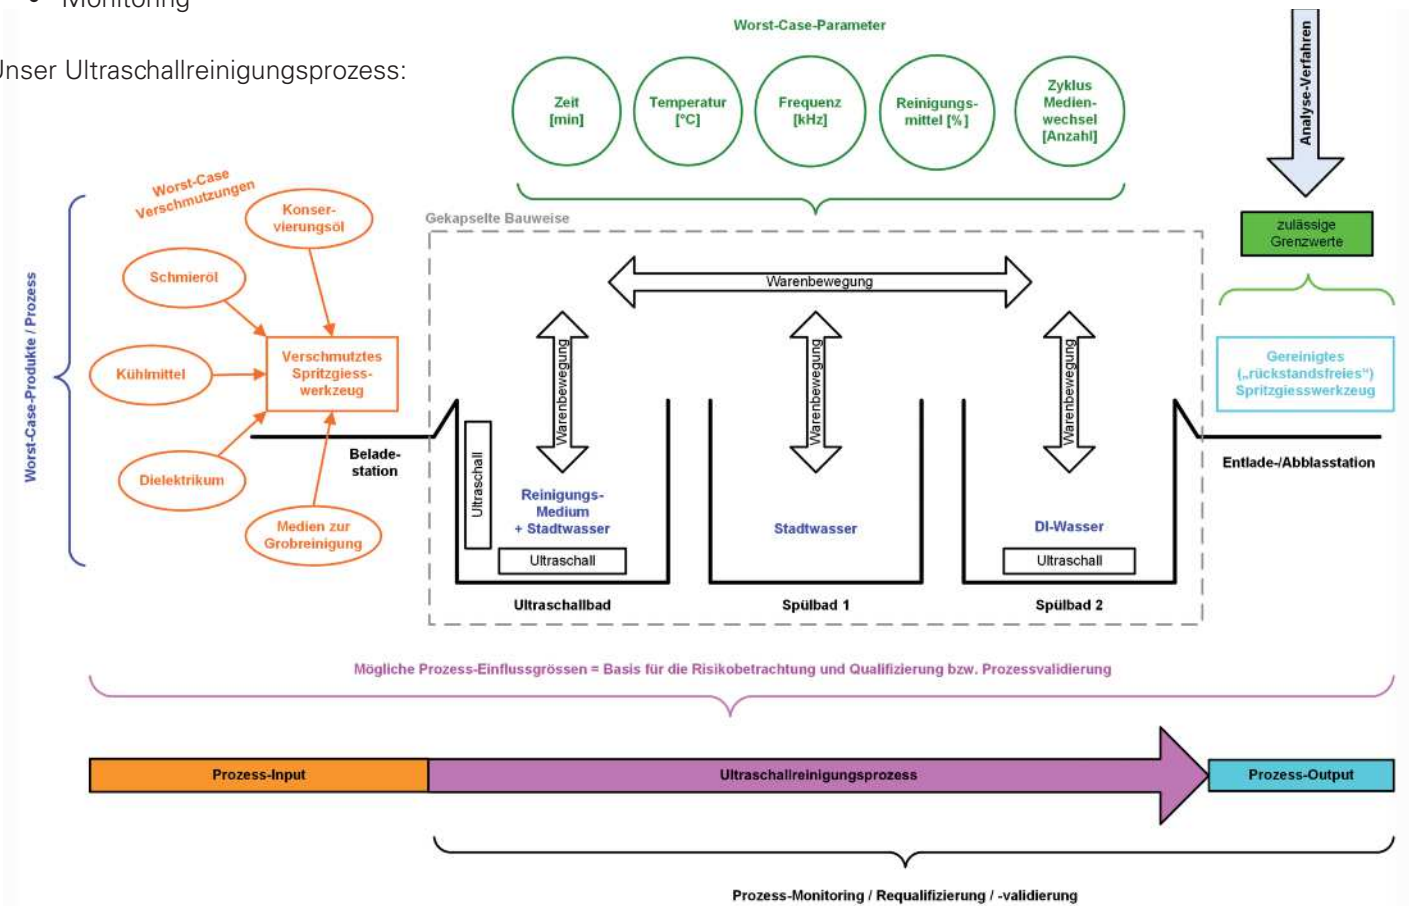 • Monitoring
Unser Ultraschallreinigungsprozess:
Worst-Case-Parameter
Zeit
[min]
Temperatur
[°C]
Frequenz
[kHz]
Reinigungs-
mittel [%]
Zyklus
Medien-
wechsel
[Anzahl]
Analyse-Verfahren
zulässige
Grenzwerte
Worst-Case-Produkte / Prozess
Worst-Case
Verschmutzungen
Konser-
vierungsöl
Schmieröl
Kühlmittel
Dielektrikum
Medien zur
Grobreinigung
Verschmutztes
Spritzgiess-
werkzeug
Gekapselte Bauweise
Warenbewegung
Warenbewegung
Warenbewegung
Warenbewegung
Gereinigtes
(„rückstandsfreies“)
Spritzgiesswerkzeug
Belade-
station
Entlade-/Abblasstation
Ultraschall
Reinigungs-
Medium
+ Stadtwasser
Ultraschall
Stadtwasser
DI-Wasser
Ultraschall
Ultraschallbad
Spülbad 1
Spülbad 2
Mögliche Prozess-Einflussgrössen = Basis für die Risikobetrachtung und Qualifizierung bzw. Prozessvalidierung
Prozess-Input
Ultraschallreinigungsprozess
Prozess-Output
Prozess-Monitoring / Requalifizierung / -validierung